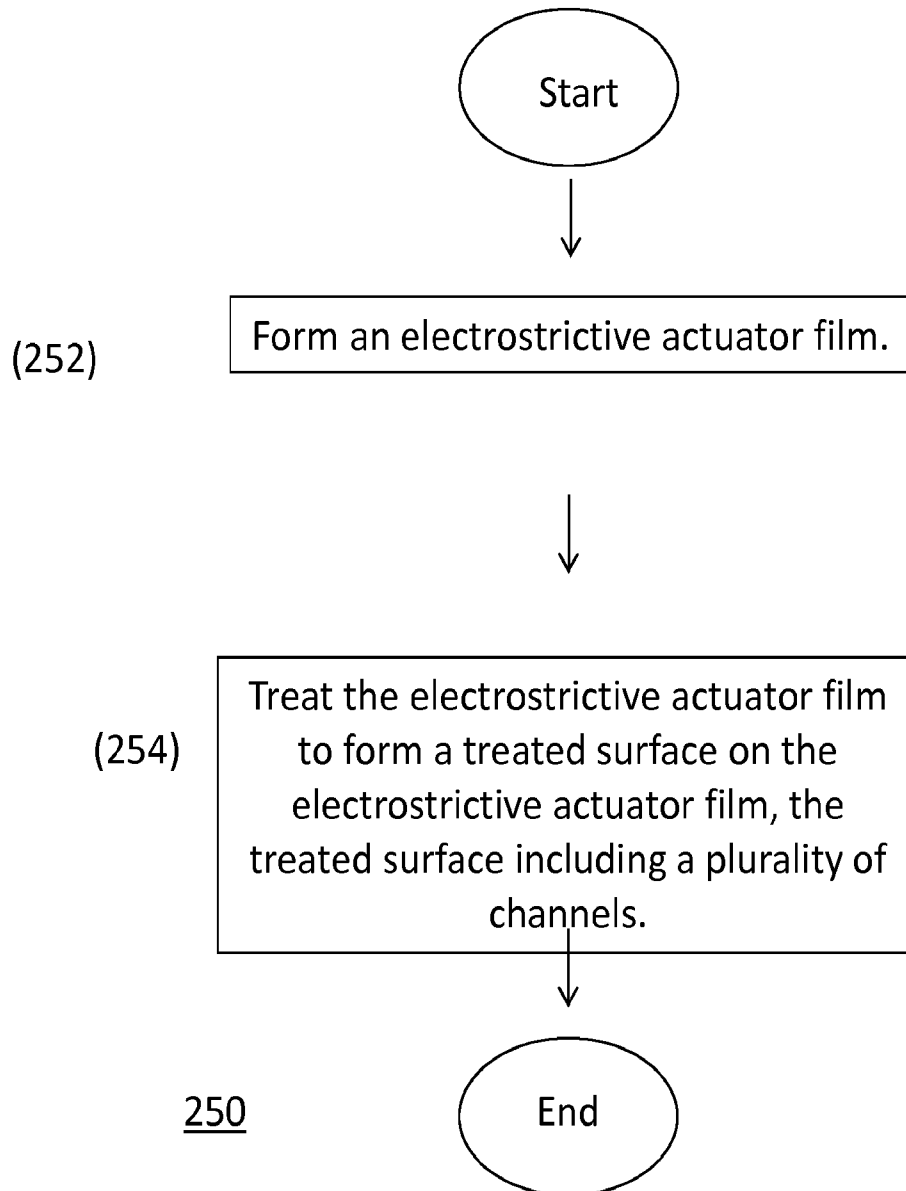 Start
(252)
Form an electrostrictive actuator film.
(254)
Treat the electrostrictive actuator film
to form a treated surface on the
electrostrictive actuator film, the
treated surface including a plurality of
channels.
250
End